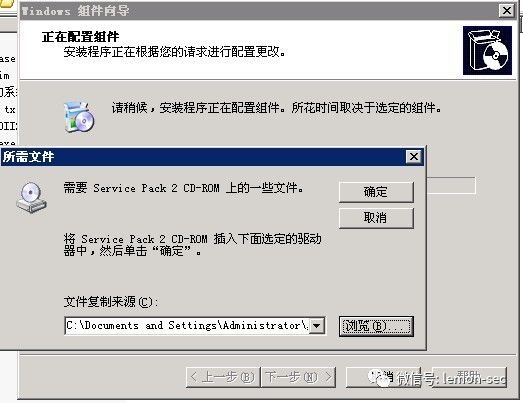 Windows 组件向导
正在配置组件
安装程序正在根据您的请求进行配置更改。
请稍候，安装程序正在配置组件。所花时间取决于选定的组件。
所需文件
需要 Service Pack 2 CD-ROM 上的一些文件。
确定
取消
将 Service Pack 2 CD-ROM 插入下面选定的驱动
器中，然后单击“确定”。
文件复制来源(C):
C:\Documents and Settings\Administrator\
浏览(B)...
< 上一步(B) 下一步(N) > 帮助
微信号: lemon-sec